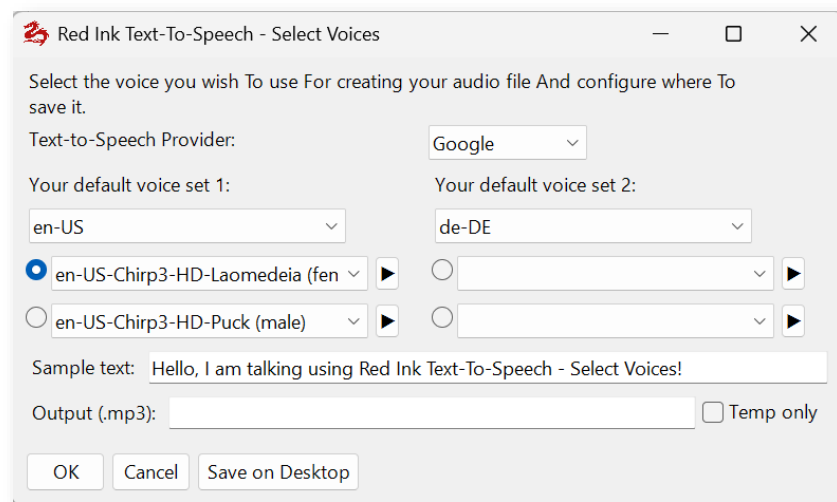 Red Ink Text-To-Speech - Select Voices
Select the voice you wish To use For creating your audio file And configure where To
save it.
Text-to-Speech Provider:
Google
Your default voice set 1:
Your default voice set 2:
en-US
de-DE
en-US-Chirp3-HD-Laomedeia (fen
en-US-Chirp3-HD-Puck (male)
Sample text: Hello, I am talking using Red Ink Text-To-Speech - Select Voices!
Output (.mp3):
Temp only
OK
Cancel
Save on Desktop